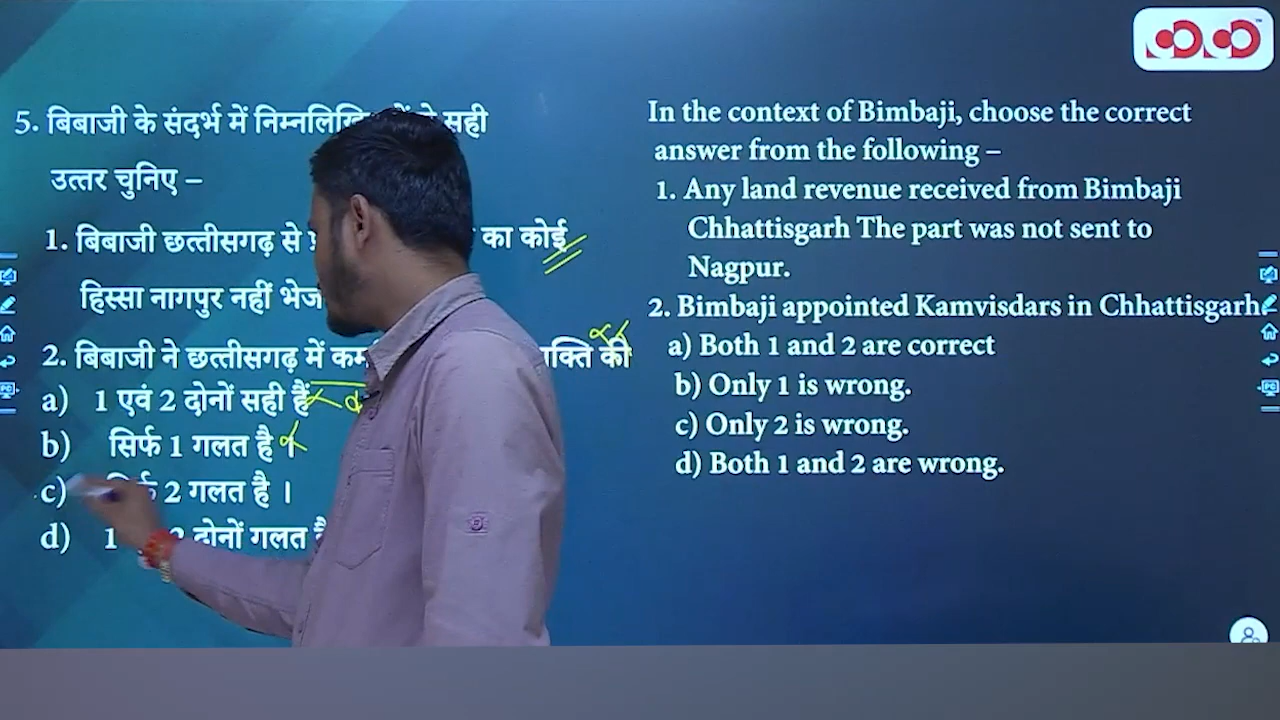 5. बिबाजी के संदर्भ में सही
उत्तर चुनिए –
1. बिबाजी छत्तीसगढ़ से का कोई
हिस्सा नागपुर नहीं
2. बिबाजी ने छत्तीसगढ़ में की
a) 1 एवं 2 दोनों सही हैं
b) सिर्फ 1 गलत है ।
c) 2 गलत है ।
d) 1 दोनों गलत
In the context of Bimbaji, choose the correct
answer from the following –
1. Any land revenue received from Bimbaji
Chhattisgarh The part was not sent to
Nagpur.
2. Bimbaji appointed Kamvisdars in Chhattisgarh.
a) Both 1 and 2 are correct
b) Only 1 is wrong.
c) Only 2 is wrong.
d) Both 1 and 2 are wrong.